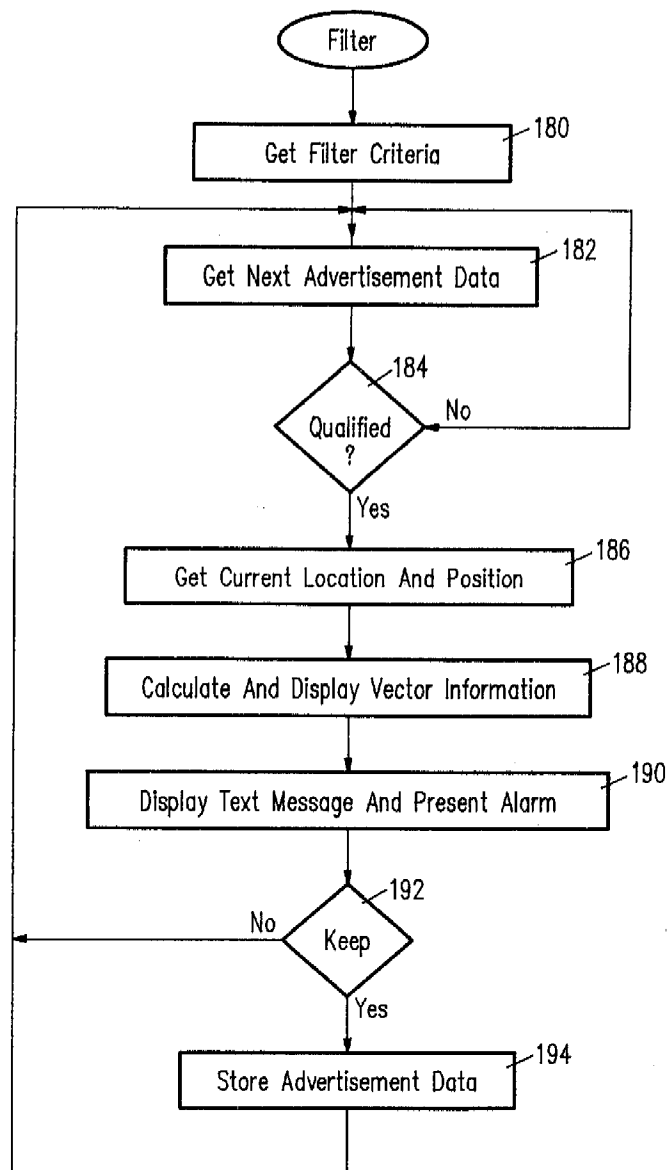 Filter
180
Get Filter Criteria
182
Get Next Advertisement Data
184
Qualified
?
No
Yes
186
Get Current Location And Position
188
Calculate And Display Vector Information
190
Display Text Message And Present Alarm
192
No
Keep
Yes
194
Store Advertisement Data